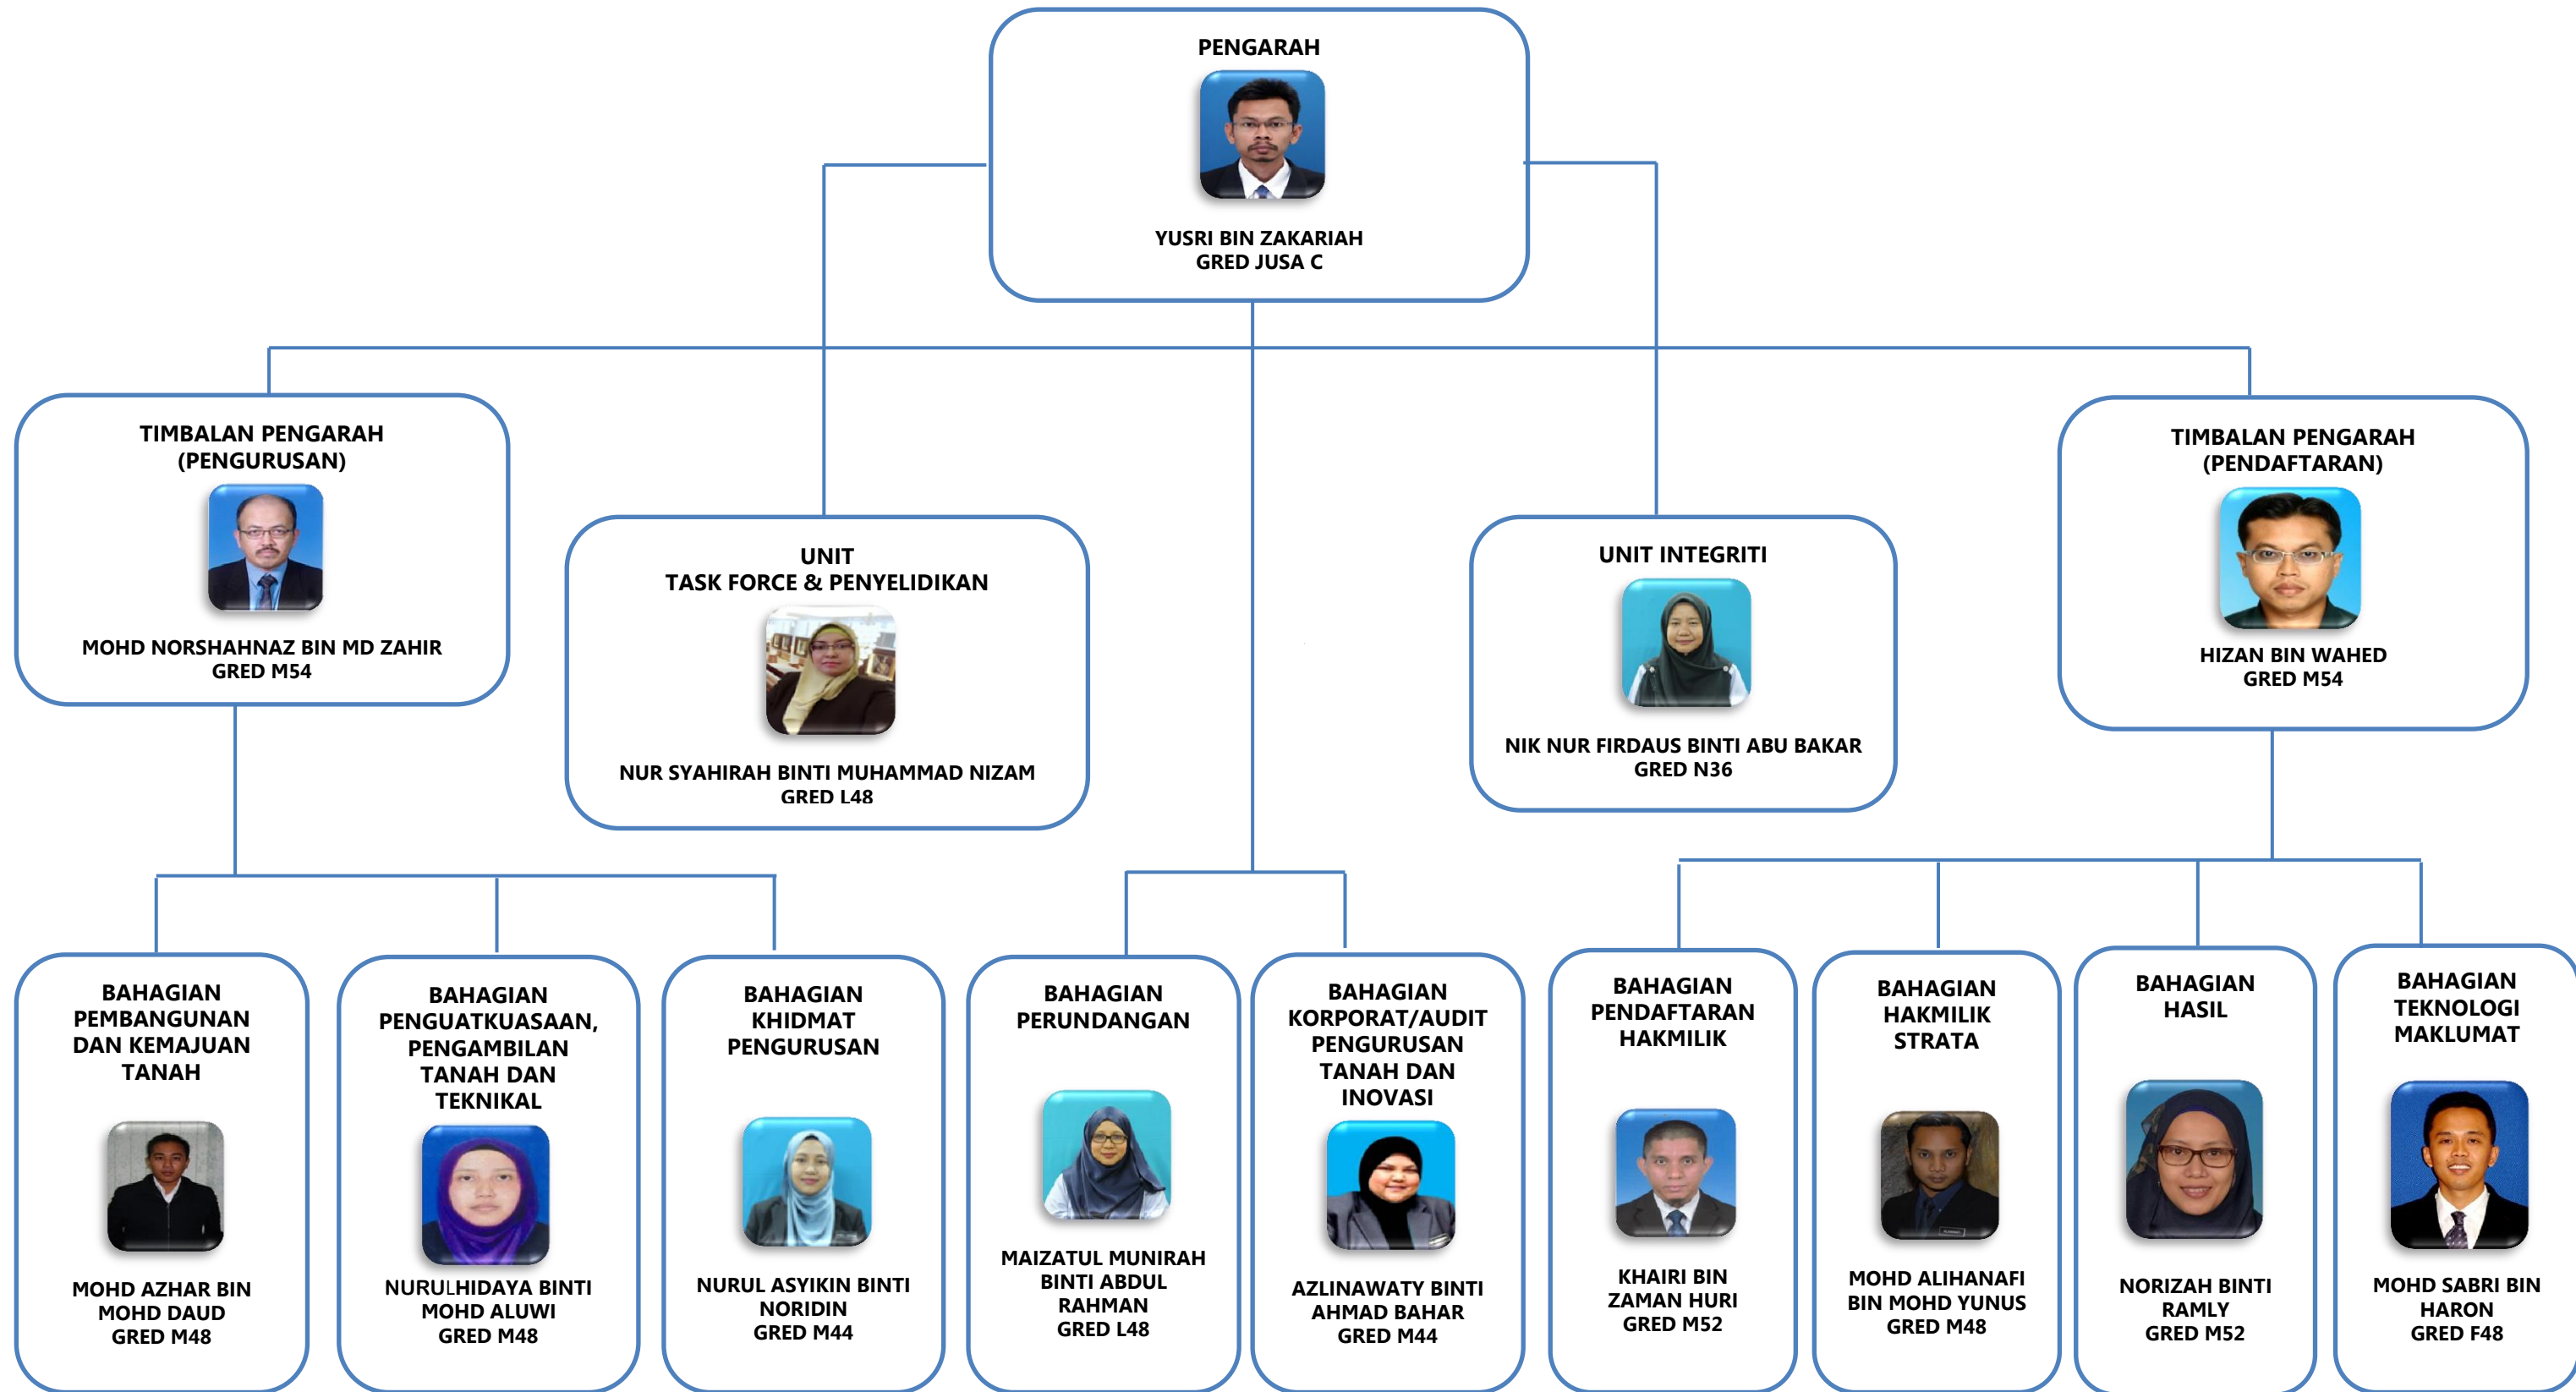 PENGARAH
YUSRI BIN ZAKARIAH
GRED JUSA C
TIMBALAN PENGARAH
(PENGURUSAN)
MOHD NORSHAHNAZ BIN MD ZAHIR
GRED M54
UNIT
TASK FORCE & PENYELIDIKAN
NUR SYAHIRAH BINTI MUHAMMAD NIZAM
GRED L48
UNIT INTEGRITI
NIK NUR FIRDAUS BINTI ABU BAKAR
GRED N36
TIMBALAN PENGARAH
(PENDAFTARAN)
HIZAN BIN WAHED
GRED M54
BAHAGIAN
PEMBANGUNAN
DAN KEMAJUAN
TANAH
MOHD AZHAR BIN
MOHD DAUD
GRED M48
BAHAGIAN
PENGUATKUASAAN,
PENGAMBILAN
TANAH DAN
TEKNIKAL
NURULHIDAYA BINTI
MOHD ALUWI
GRED M48
BAHAGIAN
KHIDMAT
PENGURUSAN
NURUL ASYIKIN BINTI
NORIDIN
GRED M44
BAHAGIAN
PERUNDANGAN
MAIZATUL MUNIRAH
BINTI ABDUL
RAHMAN
GRED L48
BAHAGIAN
KORPORAT/AUDIT
PENGURUSAN
TANAH DAN
INOVASI
AZLINAWATY BINTI
AHMAD BAHAR
GRED M44
BAHAGIAN
PENDAFTARAN
HAKMILIK
KHAIRI BIN
ZAMAN HURI
GRED M52
BAHAGIAN
HAKMILIK
STRATA
MOHD ALIHANAFI
BIN MOHD YUNUS
GRED M48
BAHAGIAN
HASIL
NORIZAH BINTI
RAMLY
GRED M52
BAHAGIAN
TEKNOLOGI
MAKLUMAT
MOHD SABRI BIN
HARON
GRED F48